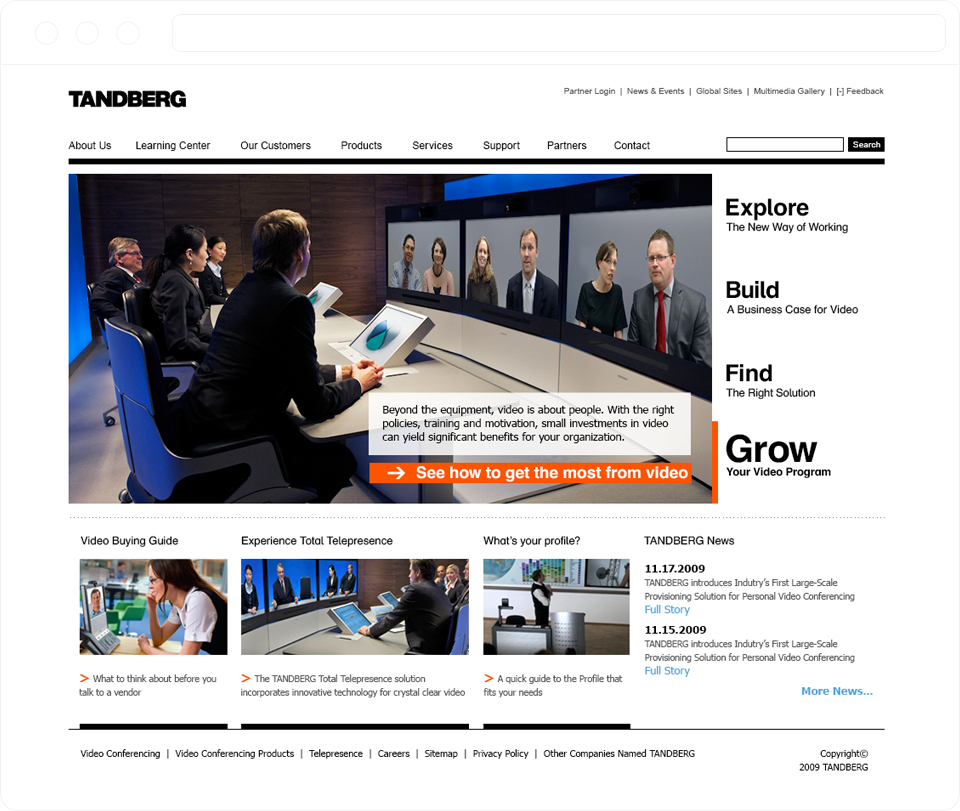 TANDBERG
Partner Login | News & Events | Global Sites | Multimedia Gallery | [-] Feedback
About Us Learning Center Our Customers Products Services Support Partners Contact Search
Explore
The New Way of Working
Build
A Business Case for Video
Find
The Right Solution
Grow
Your Video Program
Beyond the equipment, video is about people. With the right
policies, training and motivation, small investments in video
can yield significant benefits for your organization.
→ See how to get the most from video
Video Buying Guide
> What to think about before you
talk to a vendor
Experience Total Telepresence
> The TANDBERG Total Telepresence solution
incorporates innovative technology for crystal clear video
What's your profile?
> A quick guide to the Profile that
fits your needs
TANDBERG News
11.17.2009
TANDBERG introduces Indutry's First Large-Scale
Provisioning Solution for Personal Video Conferencing
Full Story
11.15.2009
TANDBERG introduces Indutry's First Large-Scale
Provisioning Solution for Personal Video Conferencing
Full Story
More News...
Video Conferencing | Video Conferencing Products | Telepresence | Careers | Sitemap | Privacy Policy | Other Companies Named TANDBERG
Copyright©
2009 TANDBERG